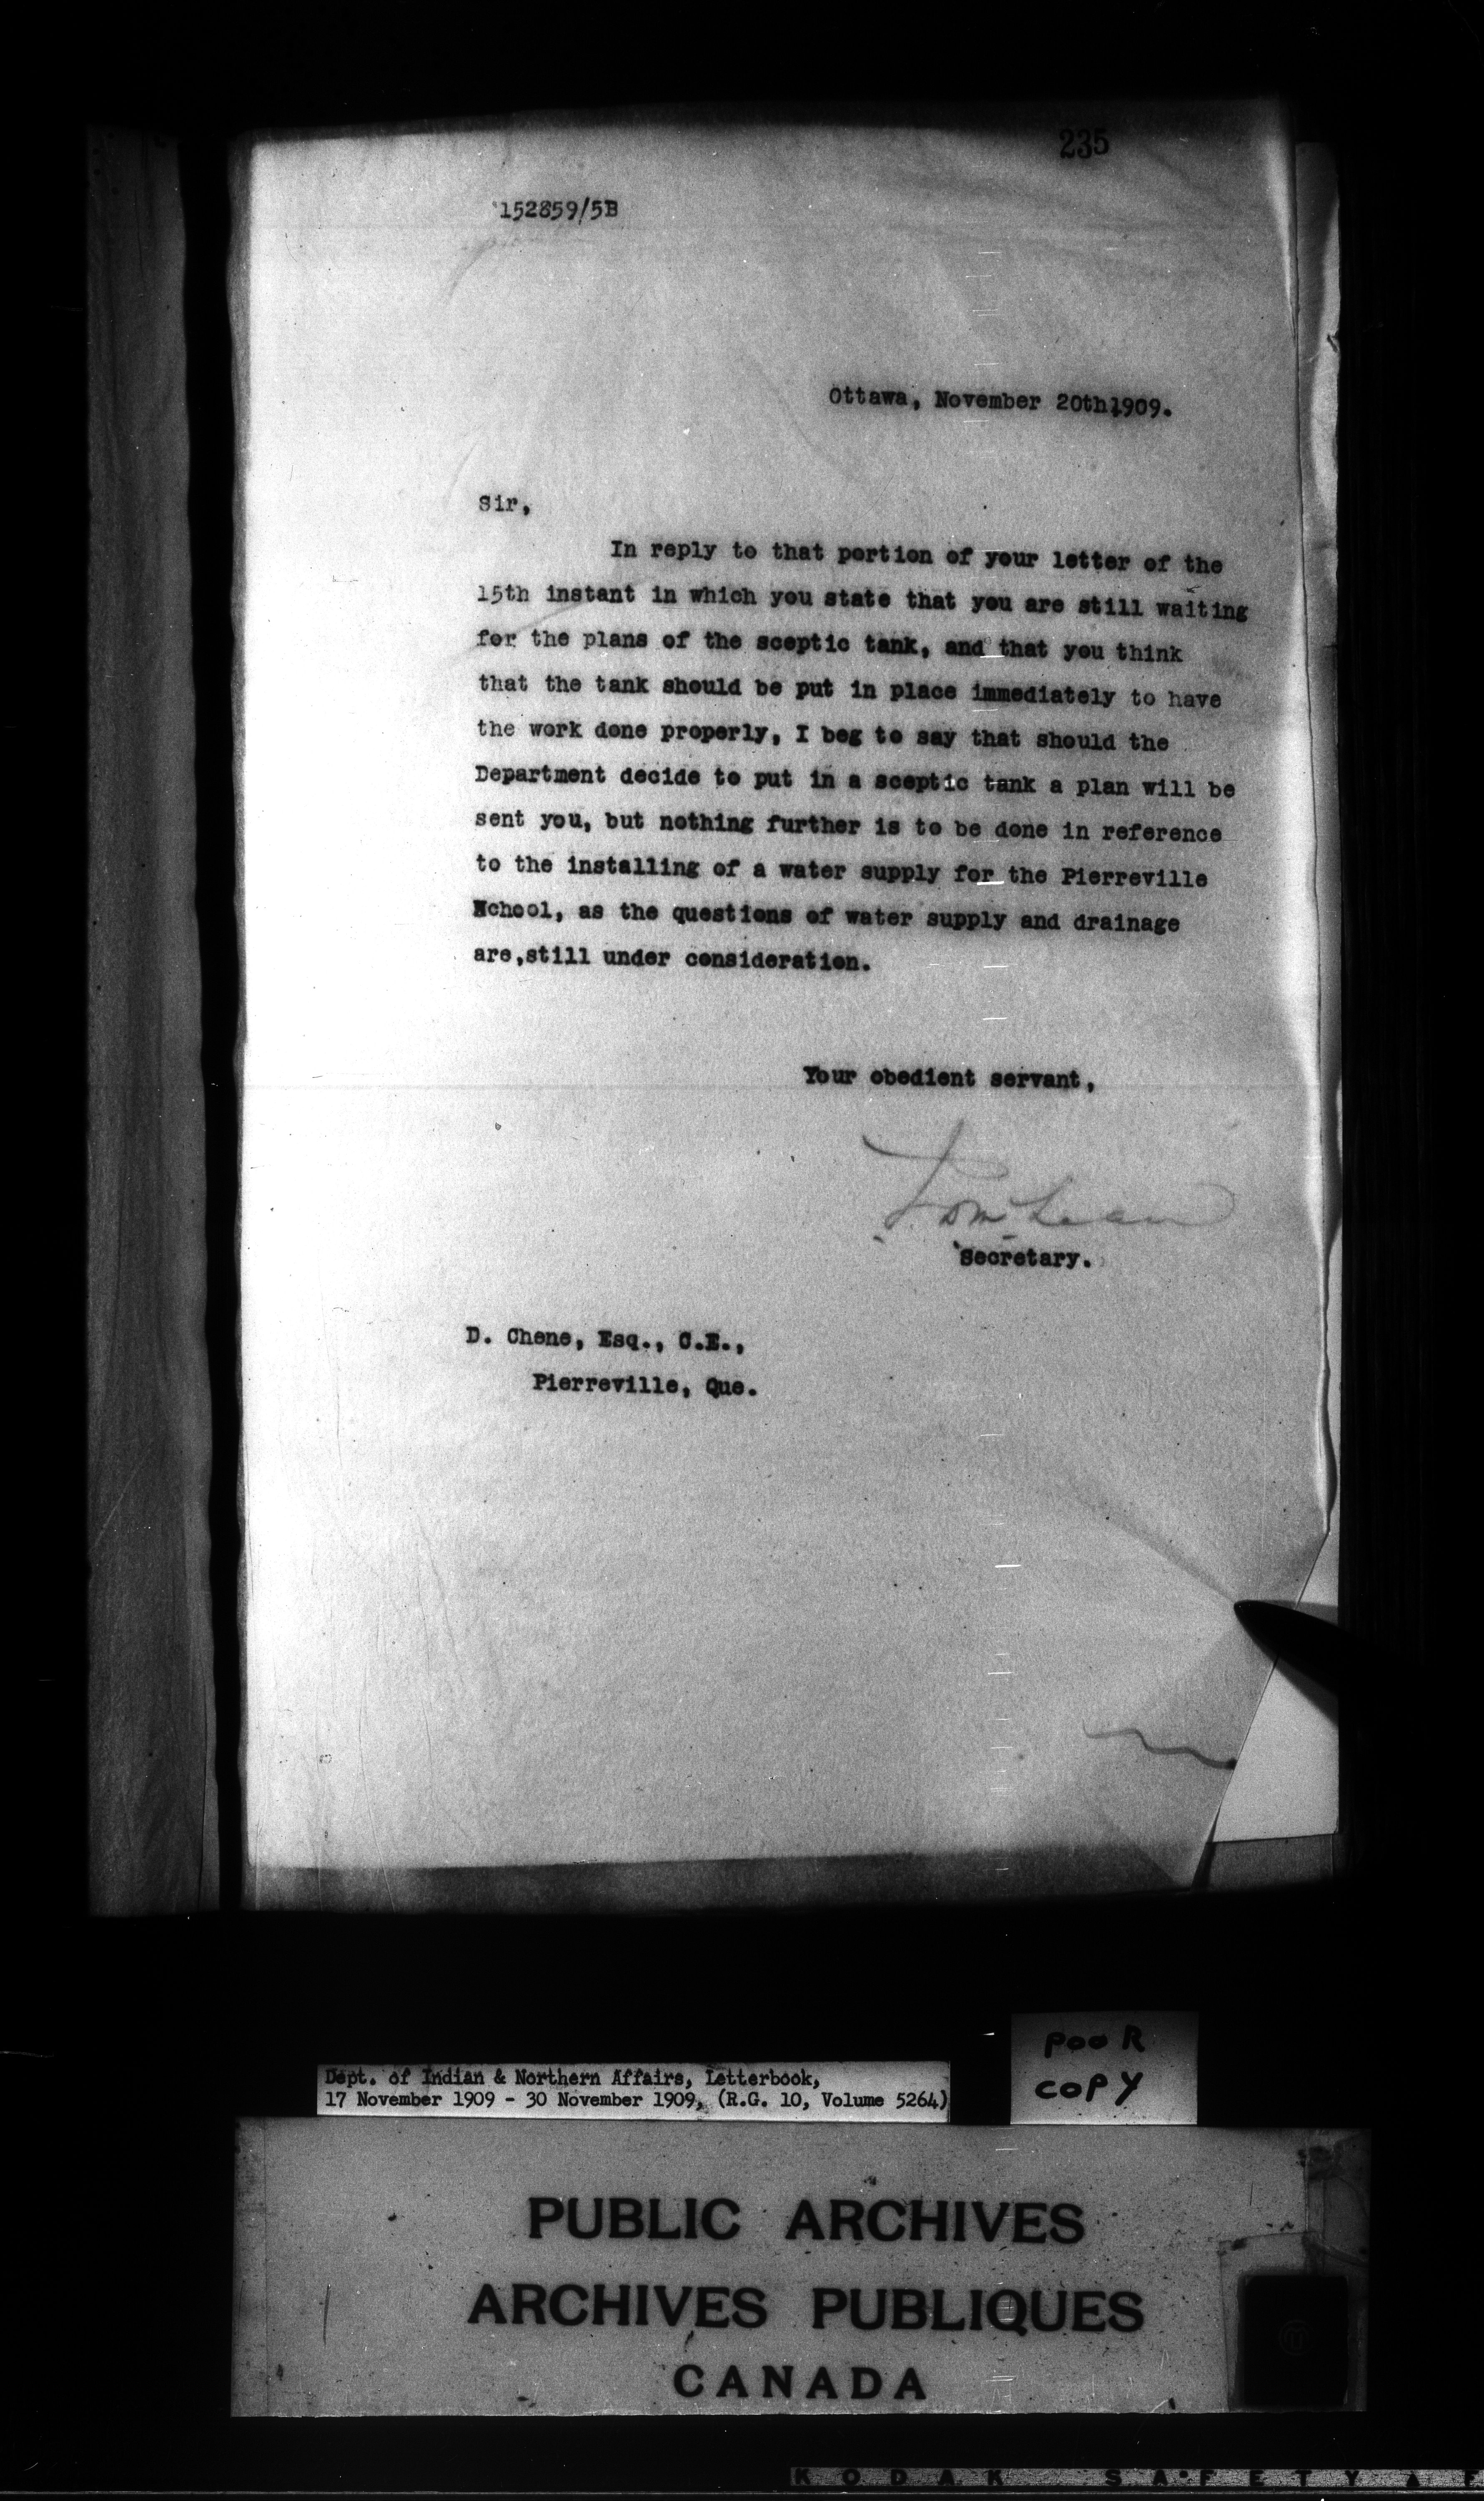 235
152859/5B
Ottawa, November 20th,1909.
Sir,
In reply to that portion of your letter of the
15th instant in which you state that you are still waiting
for the plans of the sceptic tank, and that you think
that the tank should be put in place immediately to have
the work done properly, I beg to say that should the
Department decide to put in a sceptic tank a plan will be
sent you, but nothing further is to be done in reference
to the installing of a water supply for the Pierreville
School, as the questions of water supply and drainage
are,still under consideration.
Your obedient servant,
Secretary.
D. Chene, Esq., C.E.,
Pierreville, Que.
POOR
COPY
Dept. of Indian & Northern Affairs, Letterbook,
17 November 1909 - 30 November 1909, (R.G. 10, Volume 5264)
PUBLIC ARCHIVES
ARCHIVES PUBLIQUES
CANADA
KODAK SAFETY